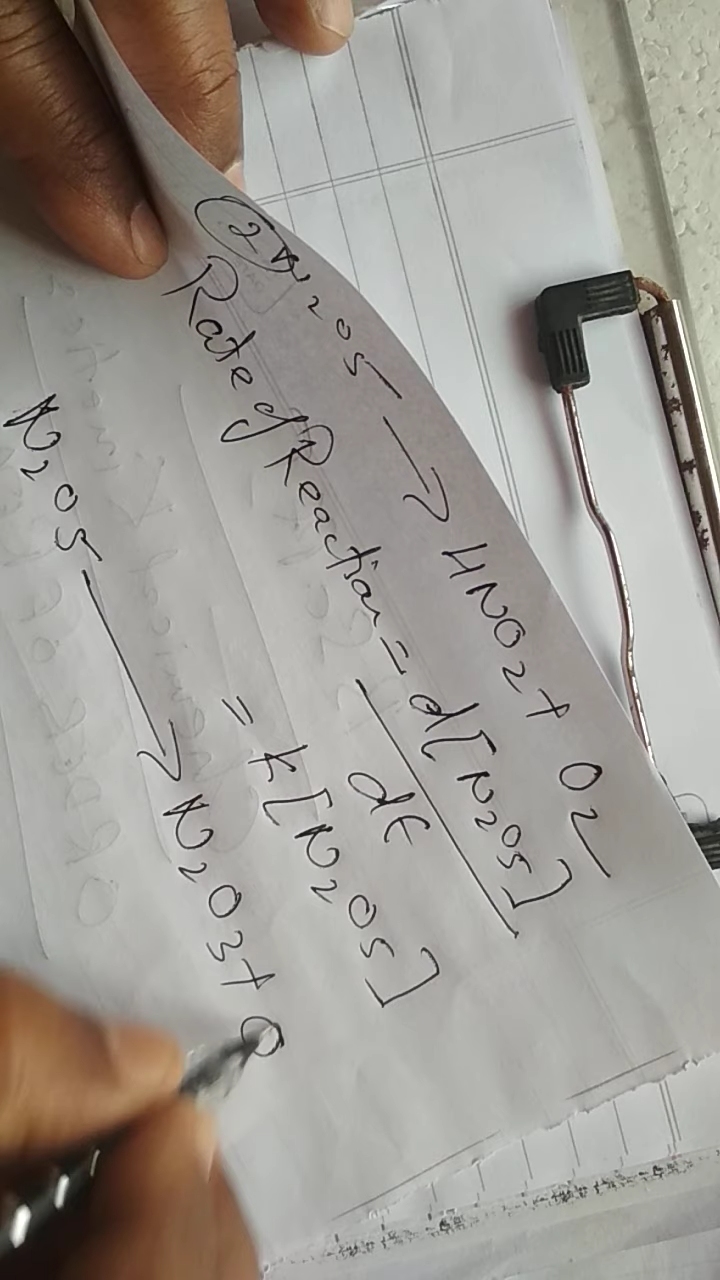 2N2O5 → 4NO2 + O2
Rate of Reaction = d[N2O5]
dt
= k[N2O5]
N2O5 → N2O3 + O